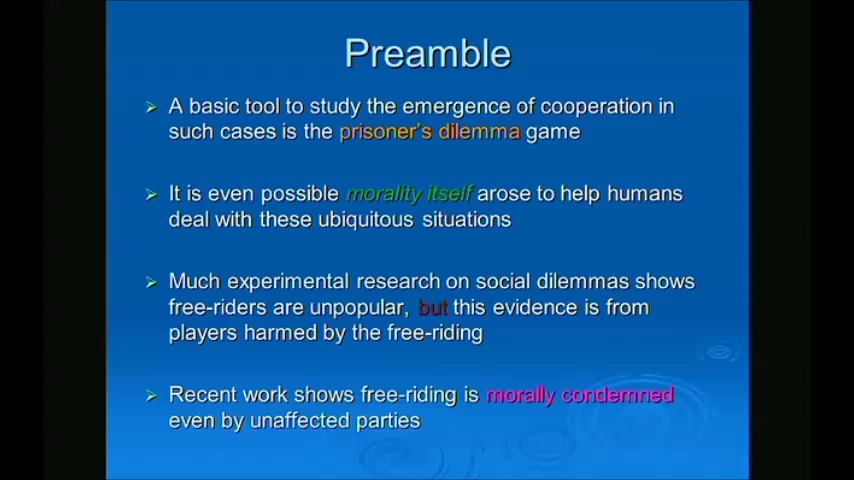 Preamble
A basic tool to study the emergence of cooperation in
such cases is the prisoner's dilemma game
It is even possible morality itself arose to help humans
deal with these ubiquitous situations
Much experimental research on social dilemmas shows
free-riders are unpopular, but this evidence is from
players harmed by the free-riding
Recent work shows free-riding is morally condemned
even by unaffected parties